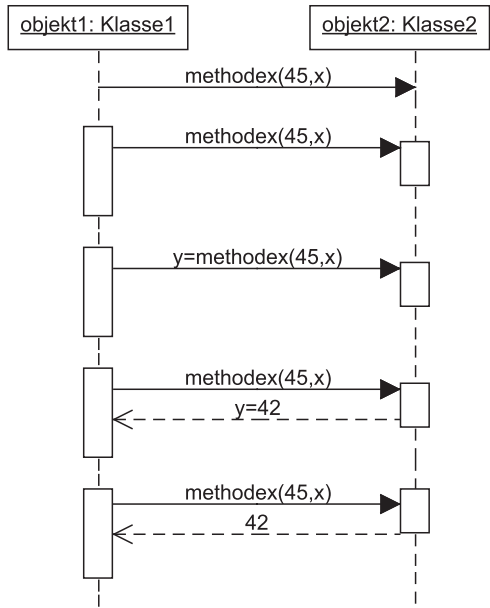 objekt1: Klasse1
objekt2: Klasse2
methodex(45,x)
methodex(45,x)
y=methodex(45,x)
methodex(45,x)
y=42
methodex(45,x)
42